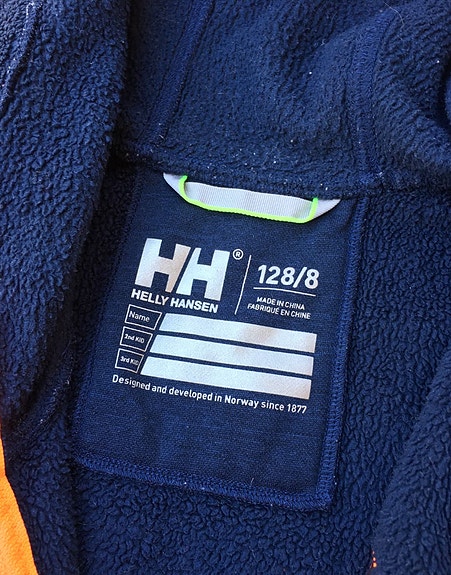 HH®
HELLY HANSEN
128/8
MADE IN CHINA
FABRIQUÉ EN CHINE
Name
2nd KID
3rd KID
Designed and developed in Norway since 1877